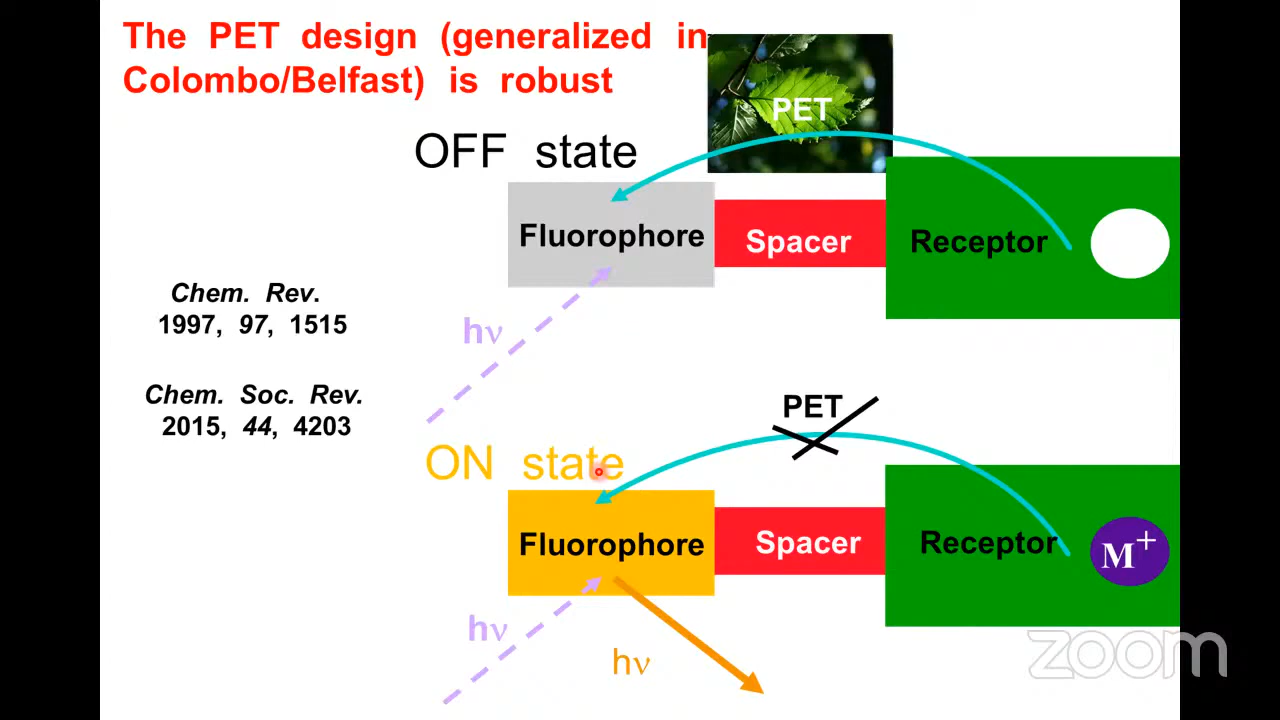 The PET design (generalized in
Colombo/Belfast) is robust
PET
OFF state
Fluorophore
Spacer
Receptor
Chem. Rev.
1997, 97, 1515
hν
Chem. Soc. Rev.
2015, 44, 4203
PET
ON state
Fluorophore
Spacer
Receptor
M+
hν
hν
zoom